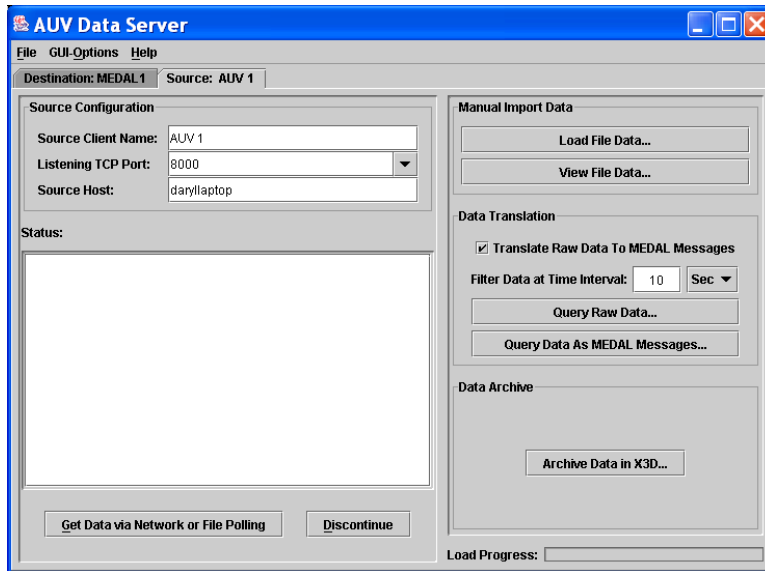 AUV Data Server
File GUI-Options Help
Destination: MEDAL1 Source: AUV 1
Source Configuration
Source Client Name: AUV 1
Listening TCP Port: 8000
Source Host: daryllaptop
Status:
Get Data via Network or File Polling Discontinue
Manual Import Data
Load File Data...
View File Data...
Data Translation
Translate Raw Data To MEDAL Messages
Filter Data at Time Interval: 10 Sec
Query Raw Data...
Query Data As MEDAL Messages...
Data Archive
Archive Data in X3D...
Load Progress: